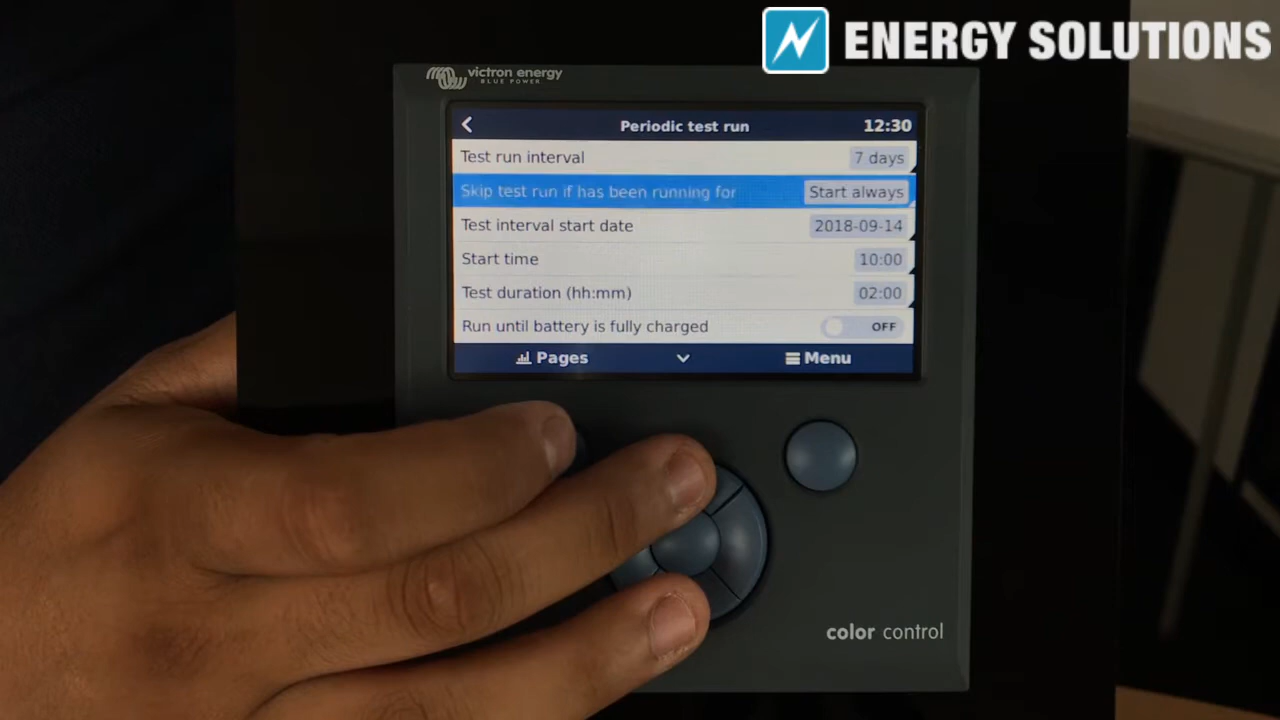 ENERGY SOLUTIONS
victron energy
BLUE POWER
Periodic test run 12:30
Test run interval 7 days
Skip test run if has been running for Start always
Test interval start date 2018-09-14
Start time 10:00
Test duration (hh:mm) 02:00
Run until battery is fully charged OFF
Pages Menu
color control